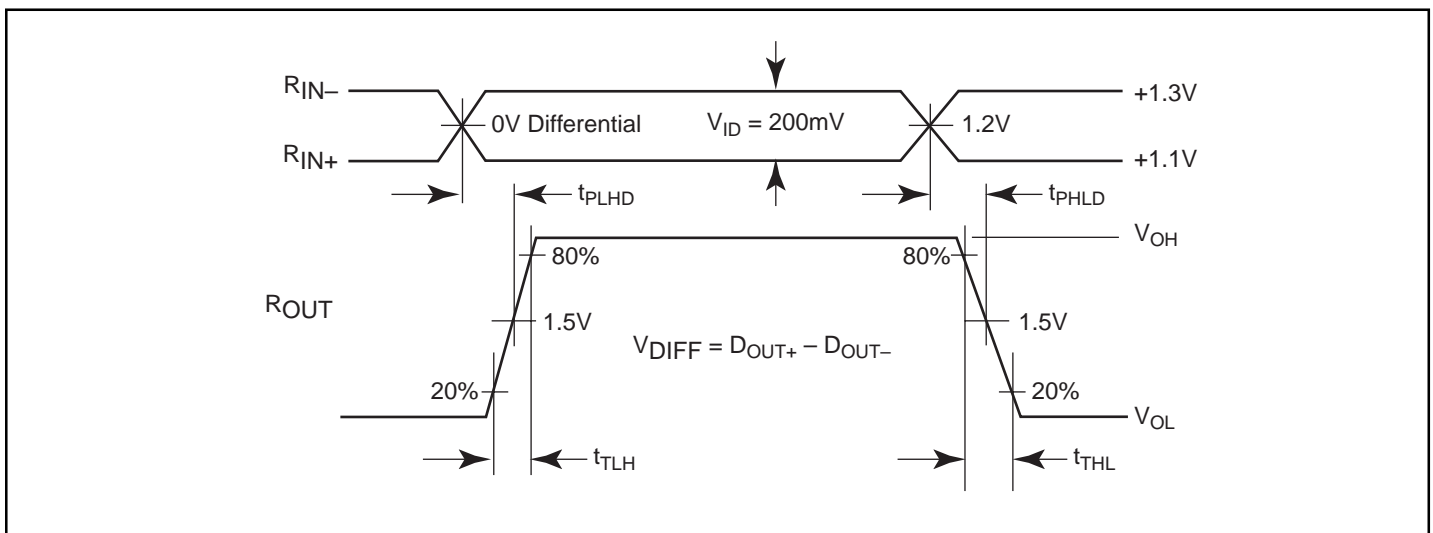 RIN– +1.3V
0V Differential VID = 200mV 1.2V
RIN+ +1.1V
tPLHD tPHLD
VOH
80% 80%
ROUT 1.5V 1.5V
VDIFF = DOUT+ – DOUT–
20% 20%
VOL
tTLH tTHL